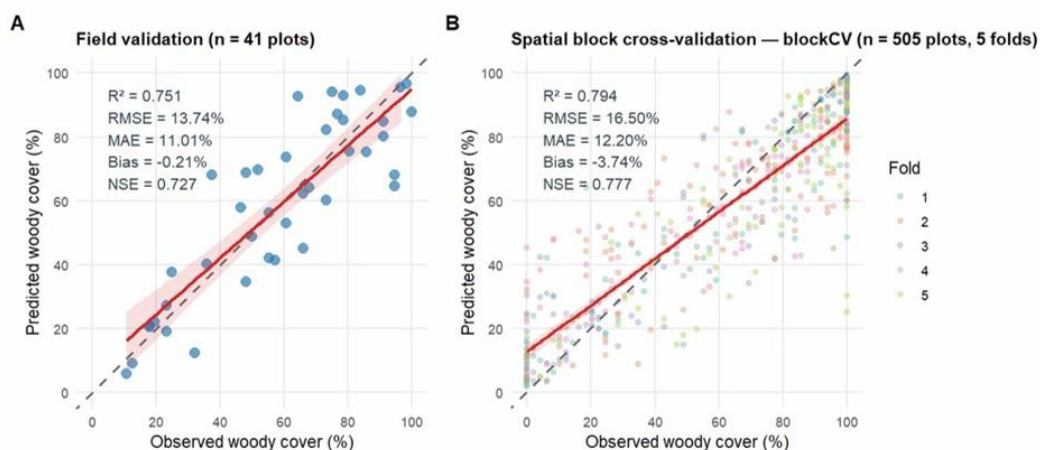 A
Field validation (n = 41 plots)
R² = 0.751
RMSE = 13.74%
MAE = 11.01%
Bias = -0.21%
NSE = 0.727
Predicted woody cover (%)
100
80
60
40
20
0
0 20 40 60 80 100
Observed woody cover (%)
B
Spatial block cross-validation — blockCV (n = 505 plots, 5 folds)
R² = 0.794
RMSE = 16.50%
MAE = 12.20%
Bias = -3.74%
NSE = 0.777
Predicted woody cover (%)
100
80
60
40
20
0
0 20 40 60 80 100
Observed woody cover (%)
Fold
1
2
3
4
5